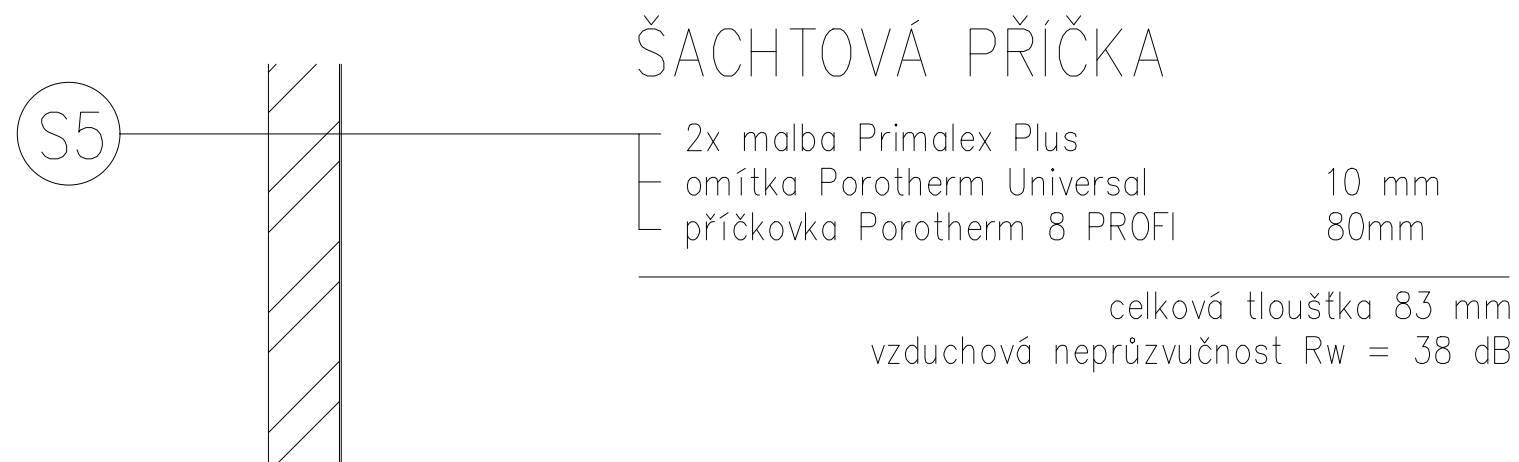 ŠACHTOVÁ PŘÍČKA
S5
2x malba Primalex Plus
omítka Porotherm Universal 10 mm
příčkovka Porotherm 8 PROFI 80mm
celková tloušťka 83 mm
vzduchová neprůzvučnost Rw = 38 dB